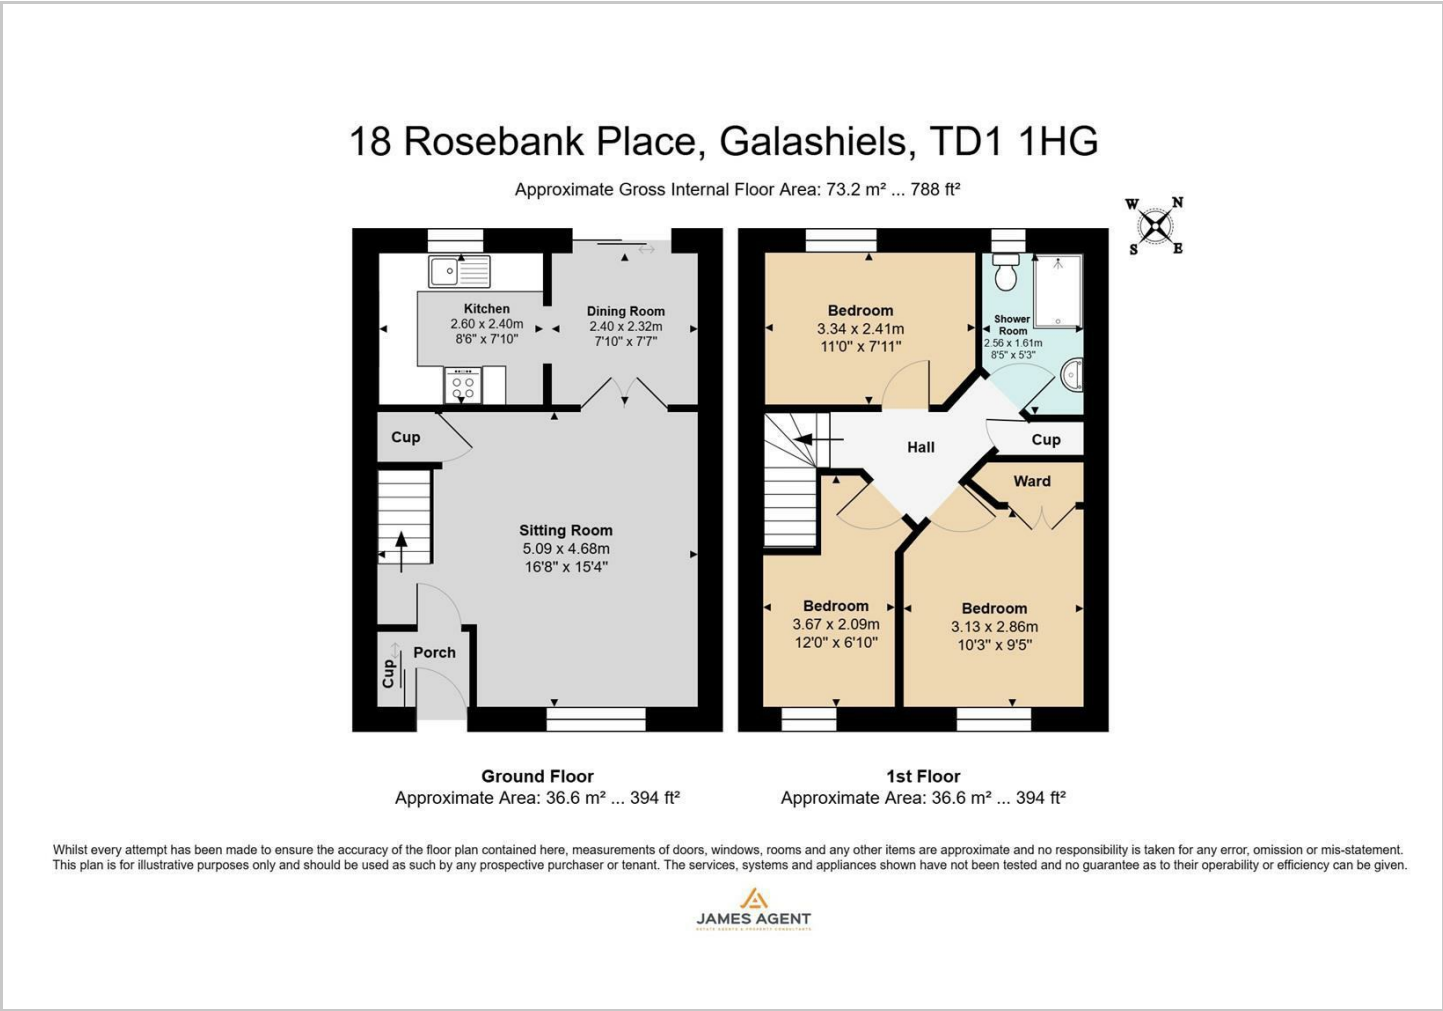 18 Rosebank Place, Galashiels, TD1 1HG
Approximate Gross Internal Floor Area: 73.2 m² ... 788 ft²
W N
S E
Kitchen
2.60 x 2.40m
8'6" x 7'10"
Dining Room
2.40 x 2.32m
7'10" x 7'7"
Cup
Sitting Room
5.09 x 4.68m
16'8" x 15'4"
Porch
Cup
Bedroom
3.34 x 2.41m
11'0" x 7'11"
Shower
Room
2.56 x 1.61m
8'5" x 5'3"
Hall
Cup
Ward
Bedroom
3.67 x 2.09m
12'0" x 6'10"
Bedroom
3.13 x 2.86m
10'3" x 9'5"
Ground Floor
Approximate Area: 36.6 m² ... 394 ft²
1st Floor
Approximate Area: 36.6 m² ... 394 ft²
Whilst every attempt has been made to ensure the accuracy of the floor plan contained here, measurements of doors, windows, rooms and any other items are approximate and no responsibility is taken for any error, omission or mis-statement.
This plan is for illustrative purposes only and should be used as such by any prospective purchaser or tenant. The services, systems and appliances shown have not been tested and no guarantee as to their operability or efficiency can be given.
JAMES AGENT
ESTATE AGENTS & PROPERTY CONSULTANTS